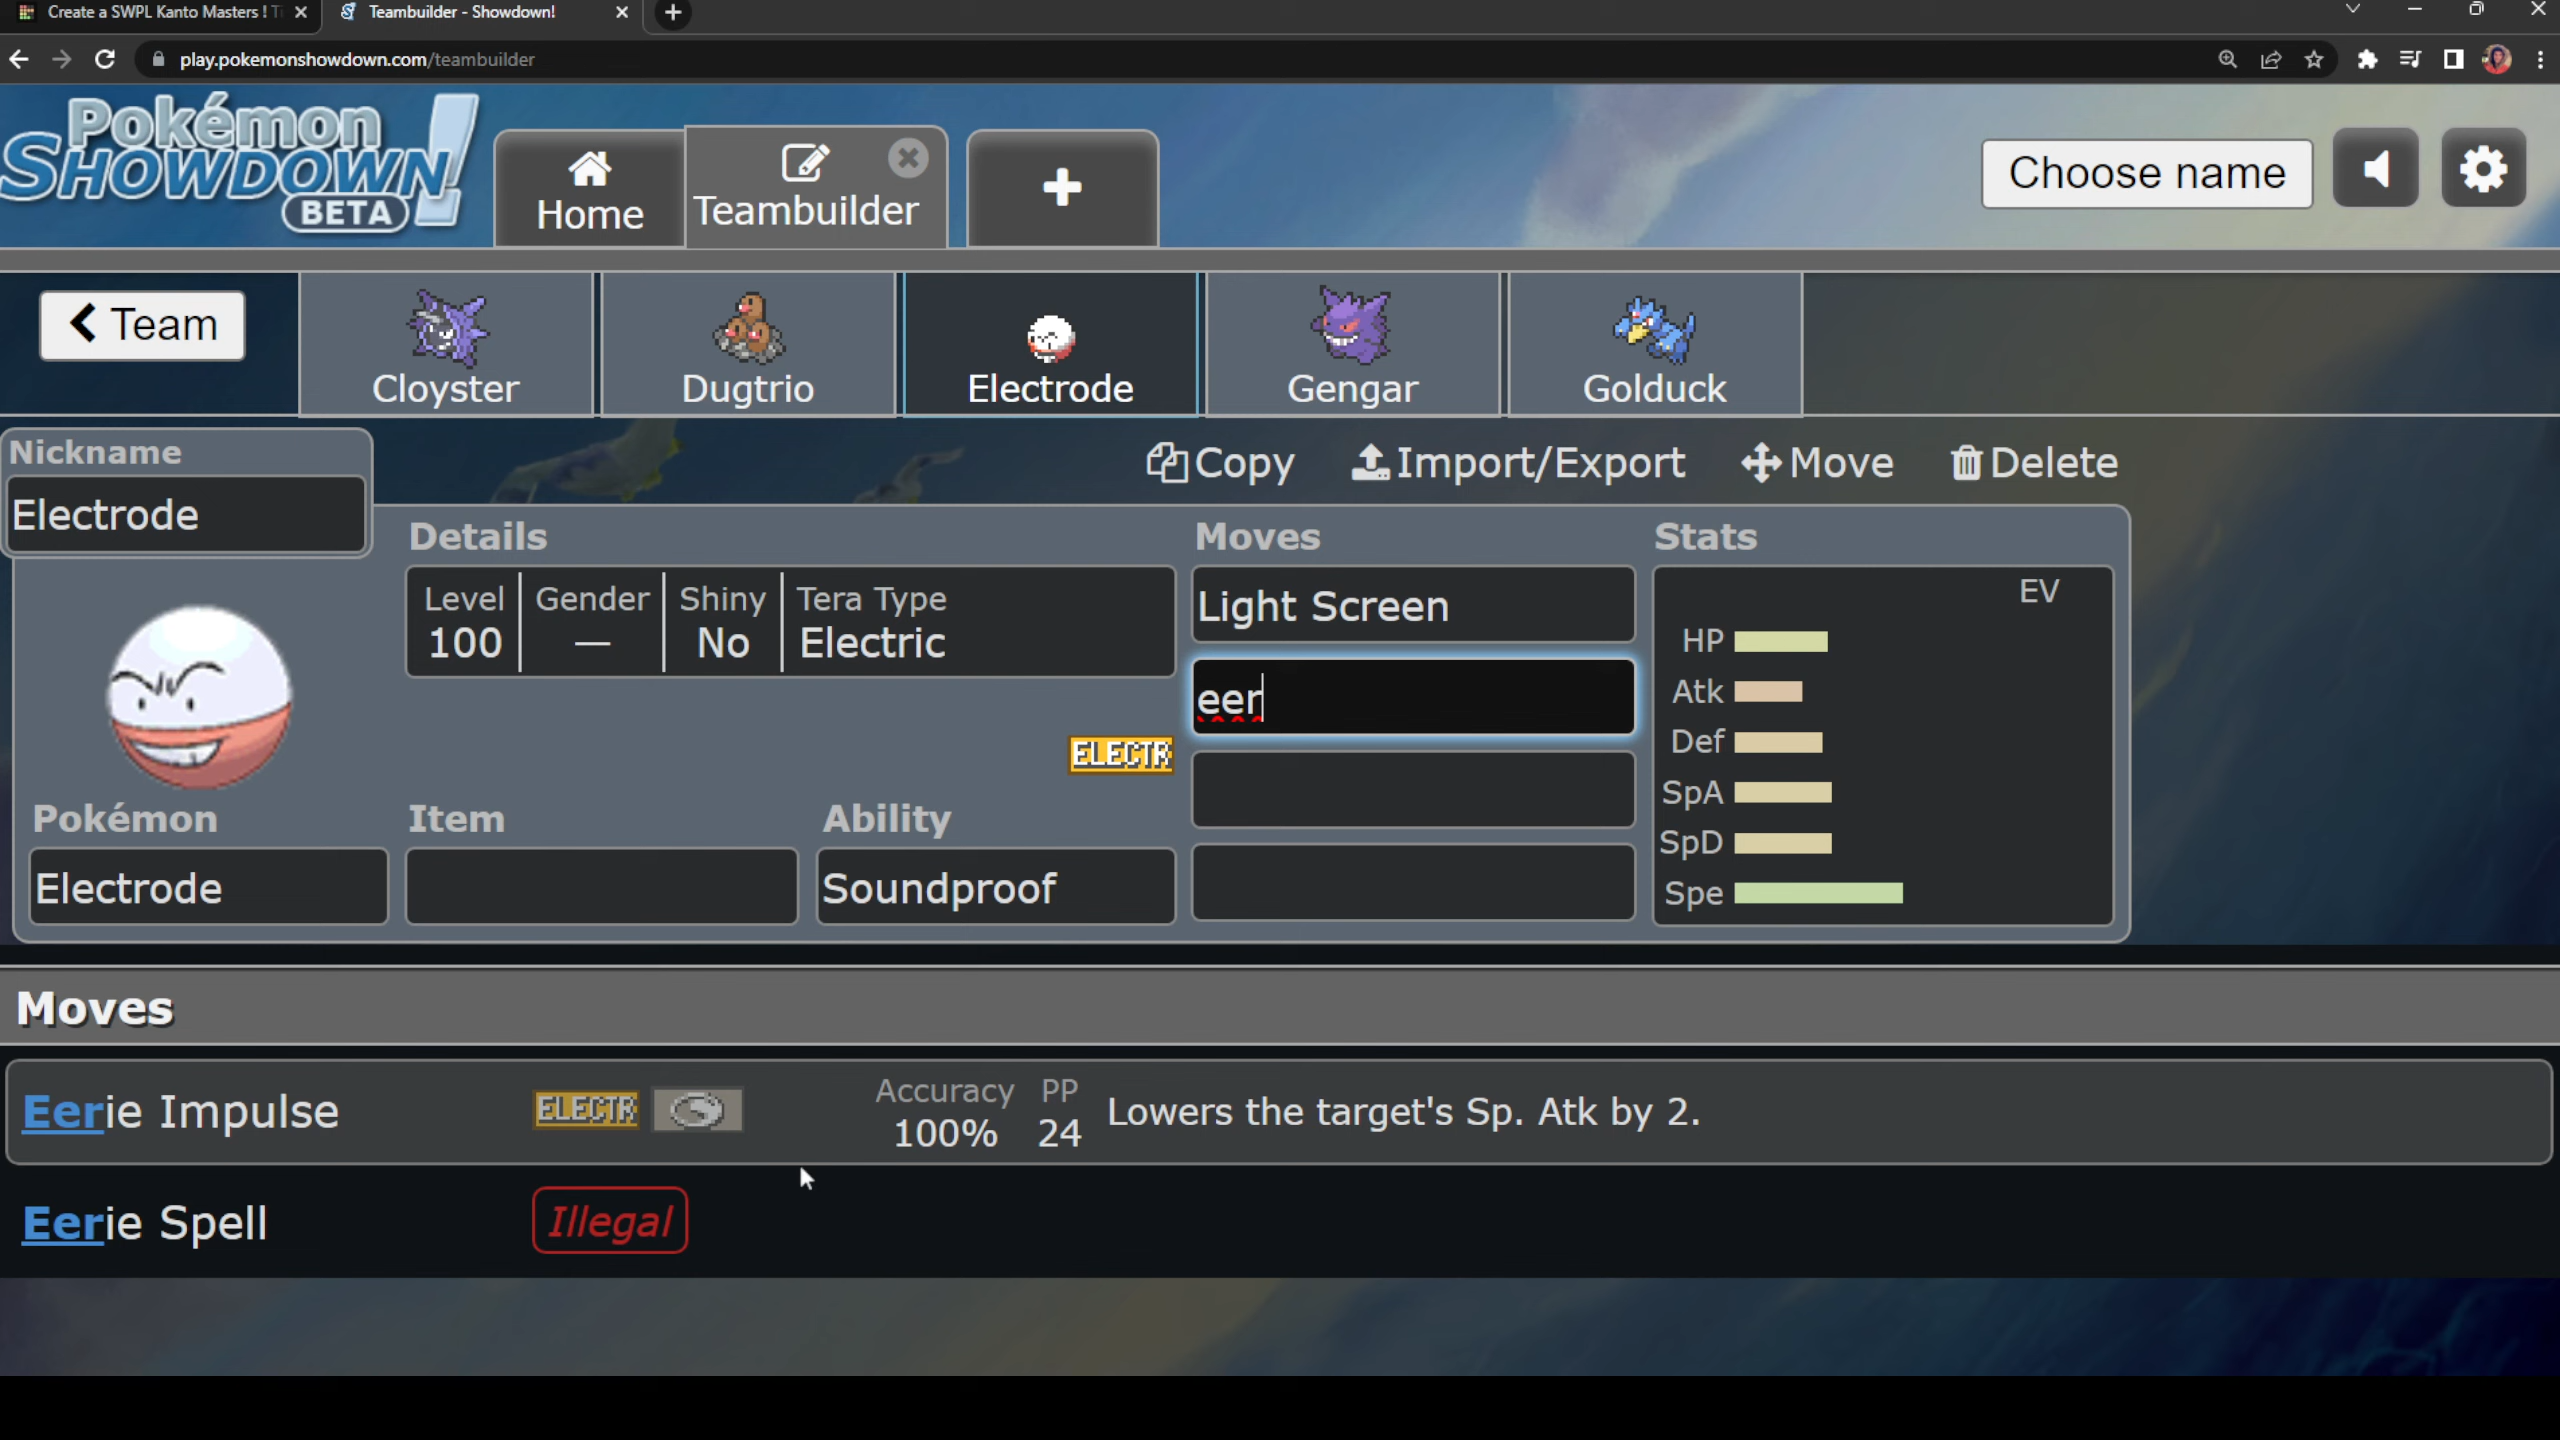 Create a SWPL Kanto Masters ! Ti
Teambuilder - Showdown!
play.pokemonshowdown.com/teambuilder
Pokémon
SHOWDOWN!
BETA
Home
Teambuilder
Choose name
Team
Cloyster
Dugtrio
Electrode
Gengar
Golduck
Nickname
Electrode
Copy
Import/Export
Move
Delete
Details
Level
100
Gender
—
Shiny
No
Tera Type
Electric
ELECTR
Pokémon
Electrode
Item
Ability
Soundproof
Moves
Light Screen
eer
Stats
EV
HP
Atk
Def
SpA
SpD
Spe
Moves
Eerie Impulse
ELECTR
Accuracy
100%
PP
24
Lowers the target's Sp. Atk by 2.
Eerie Spell
Illegal